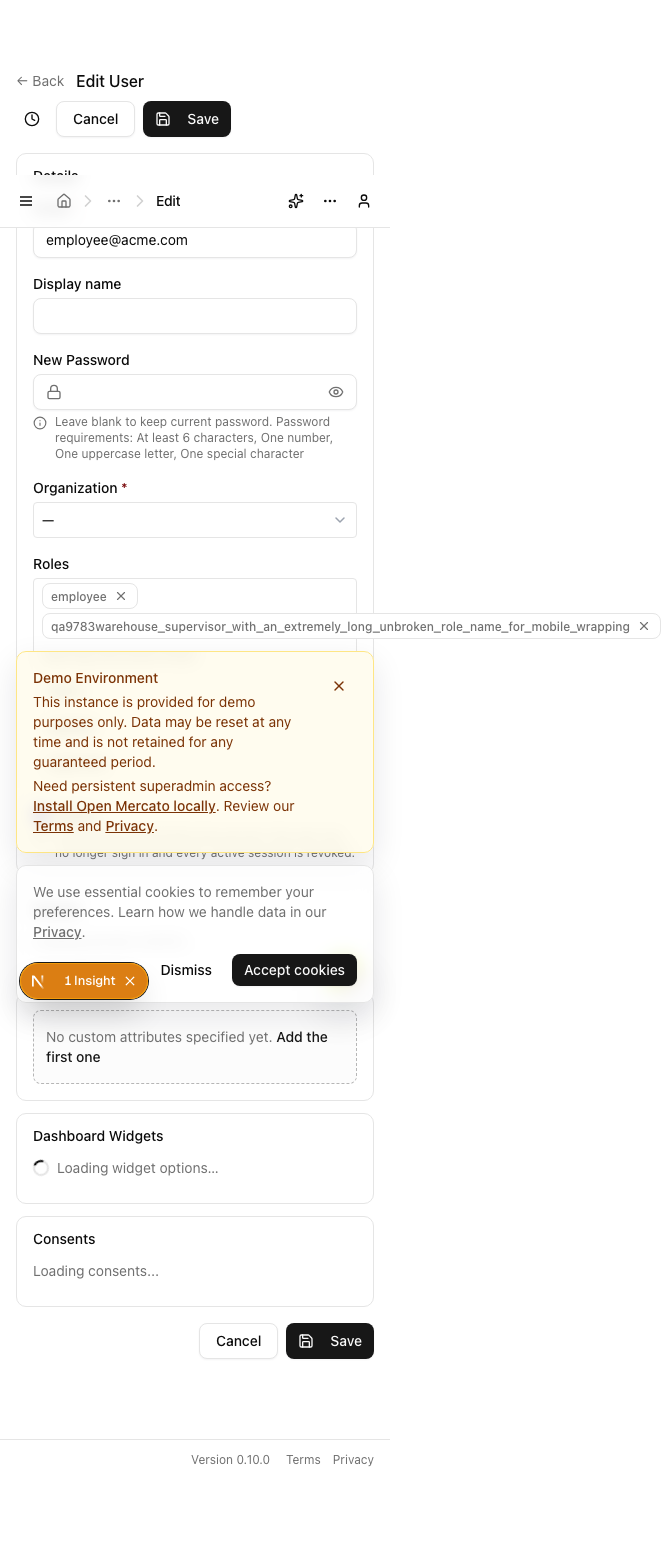 ← Back Edit User
Cancel Save
Details
Edit
employee@acme.com
Display name
New Password
Leave blank to keep current password. Password
requirements: At least 6 characters, One number,
One uppercase letter, One special character
Organization *
—
Roles
employee
qa9783warehouse_supervisor_with_an_extremely_long_unbroken_role_name_for_mobile_wrapping
Demo Environment
This instance is provided for demo
purposes only. Data may be reset at any
time and is not retained for any
guaranteed period.
Need persistent superadmin access?
Install Open Mercato locally. Review our
Terms and Privacy.
no longer sign in and every active session is revoked.
We use essential cookies to remember your
preferences. Learn how we handle data in our
Privacy.
1 Insight Dismiss Accept cookies
No custom attributes specified yet. Add the
first one
Dashboard Widgets
Loading widget options…
Consents
Loading consents...
Cancel Save
Version 0.10.0 Terms Privacy